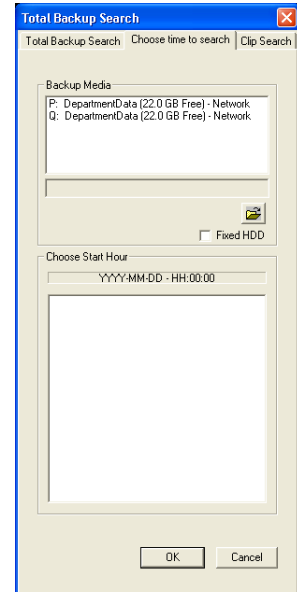 Total Backup Search
Total Backup Search Choose time to search Clip Search
Backup Media
P: DepartmentData (22.0 GB Free) - Network
Q: DepartmentData (22.0 GB Free) - Network
Fixed HDD
Choose Start Hour
YYYY-MM-DD - HH:00:00
OK Cancel